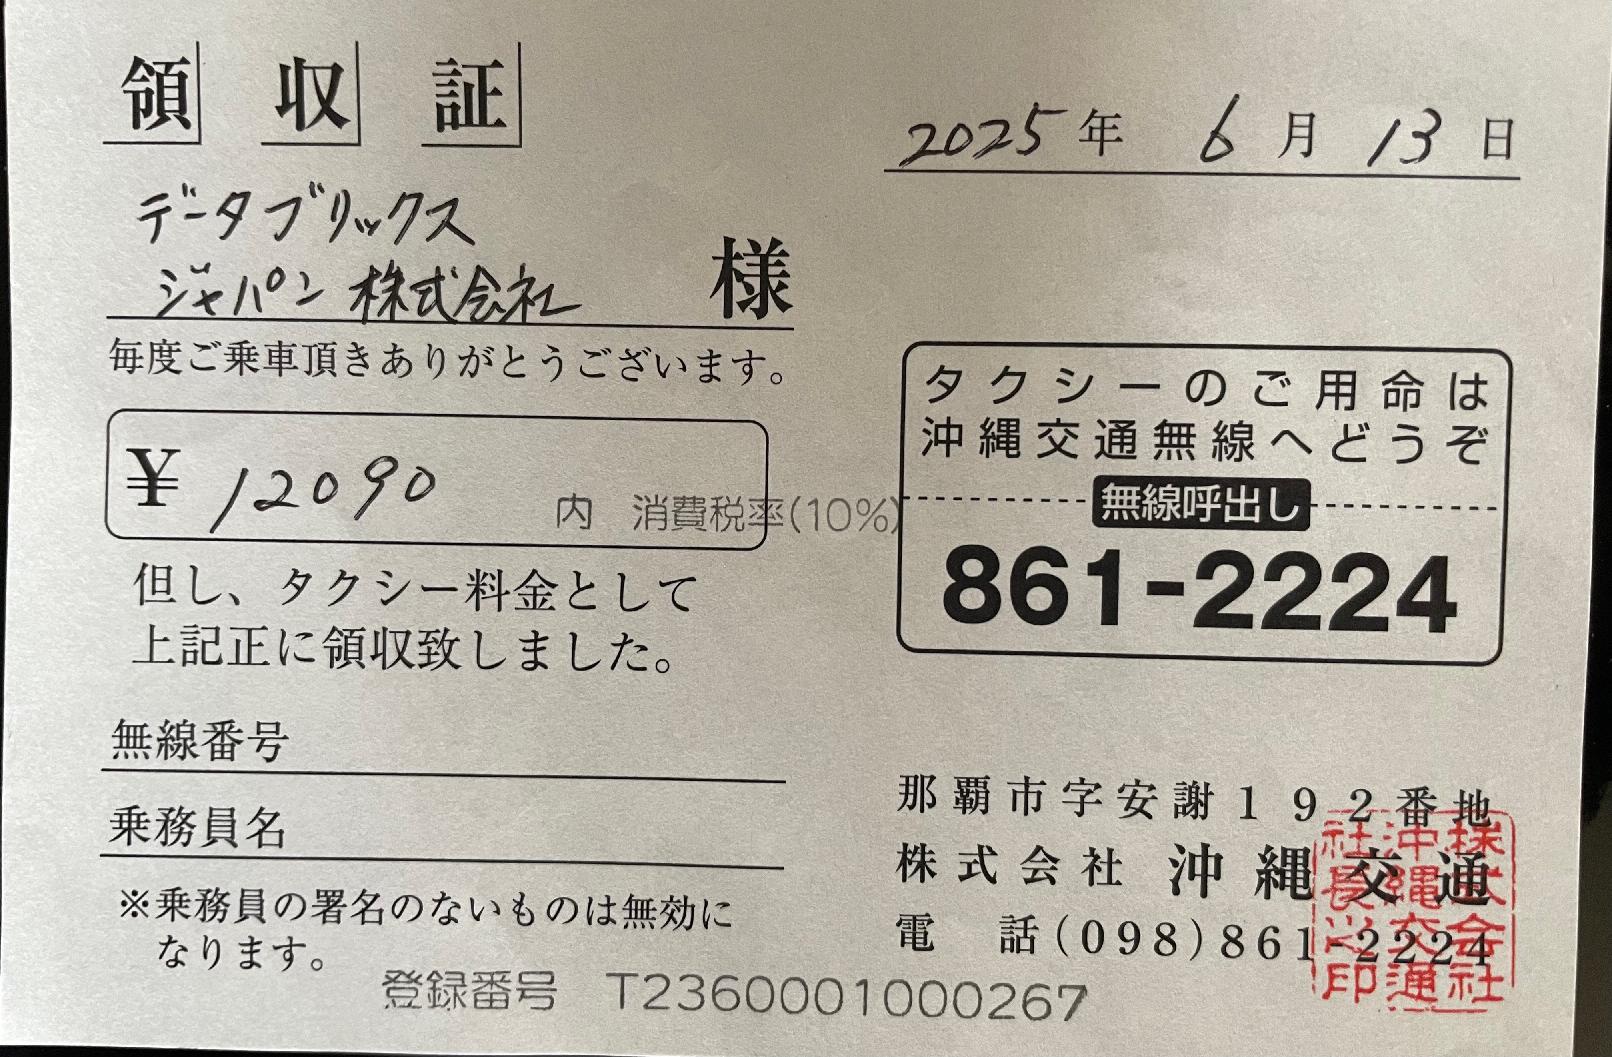 領収証
2025年 6月 13日
データブリックス
ジャパン 株式会社 様
毎度ご乗車頂きありがとうございます。
¥ 12090
内 消費税率(10%)
但し、タクシー料金として
上記正に領収致しました。
無線番号
乗務員名
※乗務員の署名のないものは無効に
なります。
登録番号 T2360001000267
タクシーのご用命は
沖縄交通無線へどうぞ
無線呼出し
861-2224
那覇市字安謝192番地
株式会社 沖縄交通
電 話(098)861-2224
株式会社
沖縄交通
社長之印